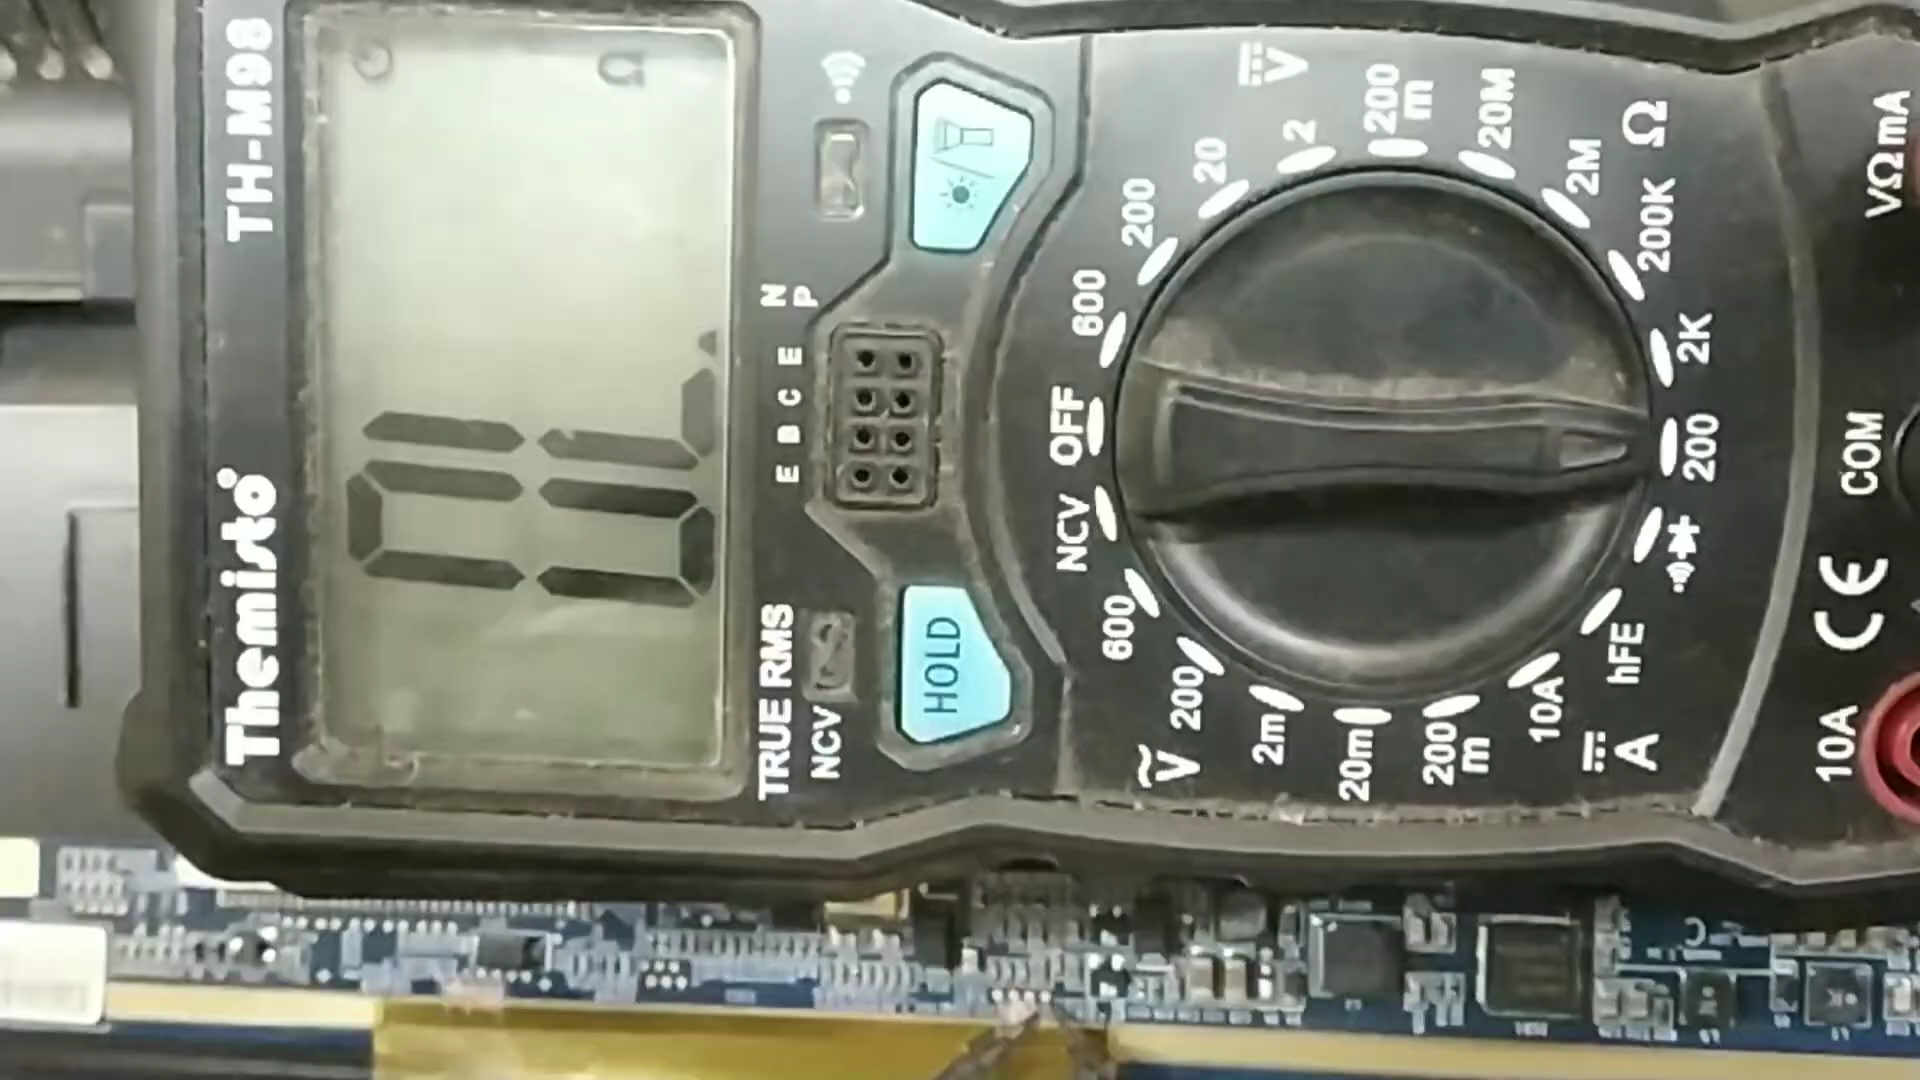 Themisto TH-M98
Ω
0L.
TRUE RMS
NCV
HOLD
N
P
E B C E
OFF
600
200
20
2
V
200
m
20M
2M
Ω
200K
2K
200
hFE
10A
A
200
m
20m
2m
200
600
V
NCV
10A
COM
VΩmA
CE